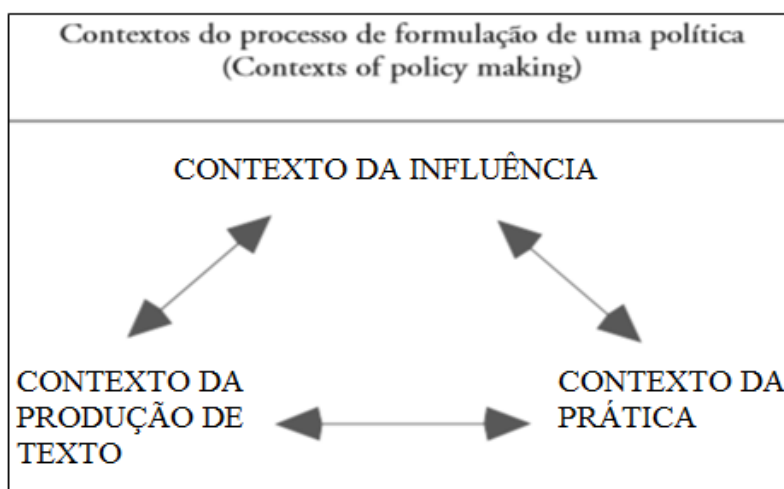 Contextos do processo de formulação de uma política
(Contexts of policy making)
CONTEXTO DA INFLUÊNCIA
CONTEXTO DA
PRODUÇÃO DE
TEXTO
CONTEXTO DA
PRÁTICA